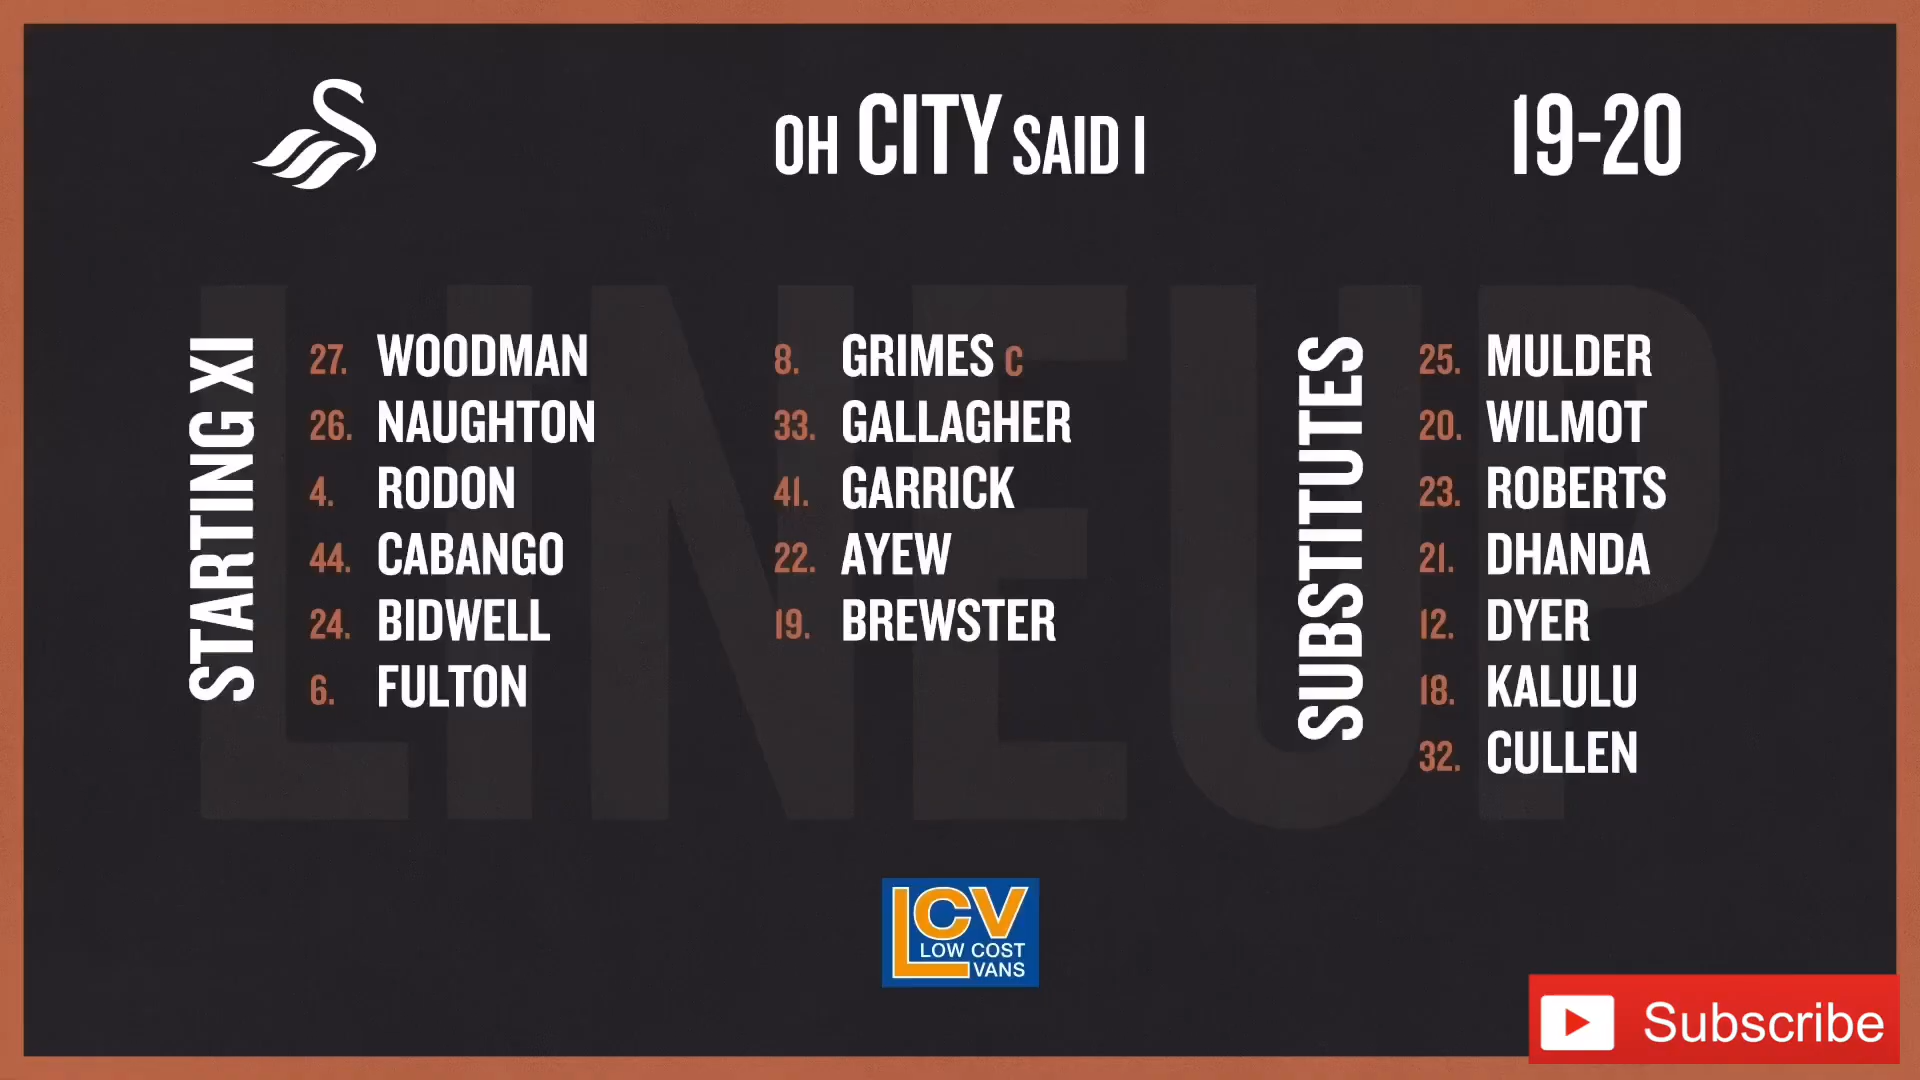 OH CITY SAID I
19-20
LINEUP
STARTING XI
27. WOODMAN
26. NAUGHTON
4. RODON
44. CABANGO
24. BIDWELL
6. FULTON
8. GRIMES C
33. GALLAGHER
41. GARRICK
22. AYEW
19. BREWSTER
SUBSTITUTES
25. MULDER
20. WILMOT
23. ROBERTS
21. DHANDA
12. DYER
18. KALULU
32. CULLEN
LCV
LOW COST
VANS
Subscribe